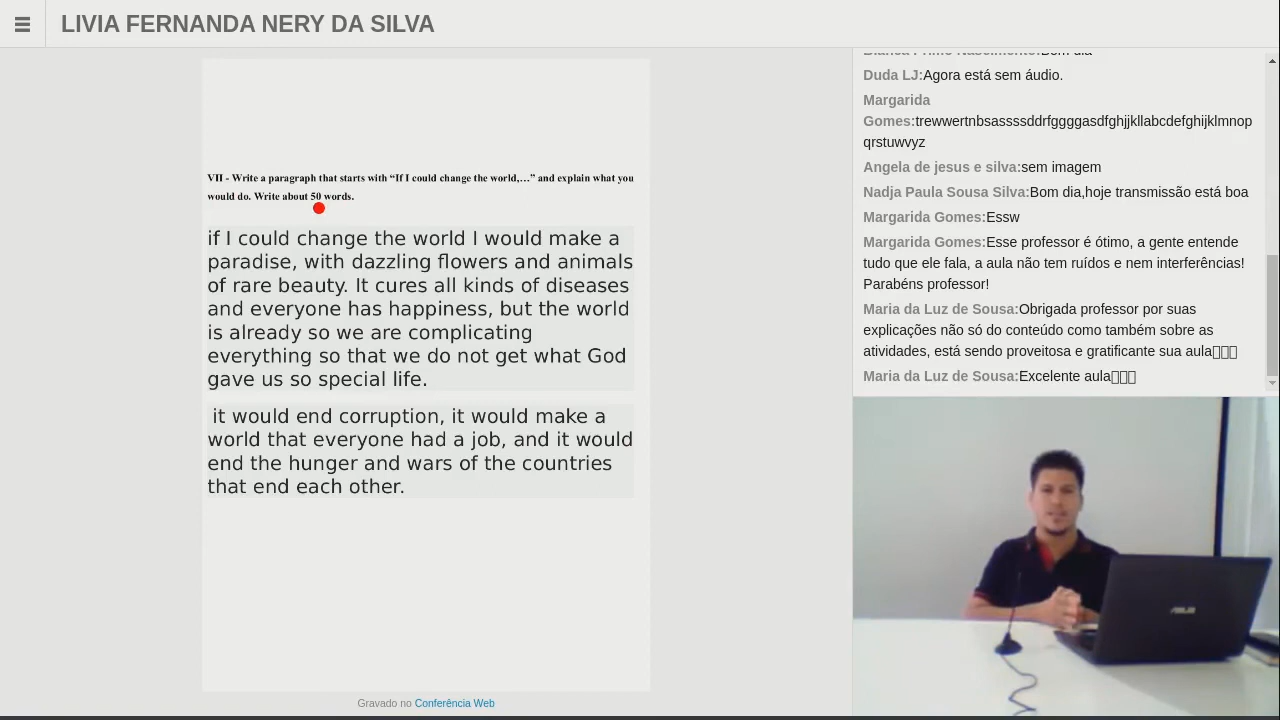 LIVIA FERNANDA NERY DA SILVA
VII - Write a paragraph that starts with “If I could change the world,…” and explain what you
would do. Write about 50 words.
if I could change the world I would make a
paradise, with dazzling flowers and animals
of rare beauty. It cures all kinds of diseases
and everyone has happiness, but the world
is already so we are complicating
everything so that we do not get what God
gave us so special life.
it would end corruption, it would make a
world that everyone had a job, and it would
end the hunger and wars of the countries
that end each other.
Gravado no Conferência Web
Bianca Primo Nascimento:Bom dia
Duda LJ:Agora está sem áudio.
Margarida
Gomes:trewwertnbsassssddrfggggasdfghjjkllabcdefghijklmnop
qrstuwvyz
Angela de jesus e silva:sem imagem
Nadja Paula Sousa Silva:Bom dia,hoje transmissão está boa
Margarida Gomes:Essw
Margarida Gomes:Esse professor é ótimo, a gente entende
tudo que ele fala, a aula não tem ruídos e nem interferências!
Parabéns professor!
Maria da Luz de Sousa:Obrigada professor por suas
explicações não só do conteúdo como também sobre as
atividades, está sendo proveitosa e gratificante sua aula
Maria da Luz de Sousa:Excelente aula
ASUS